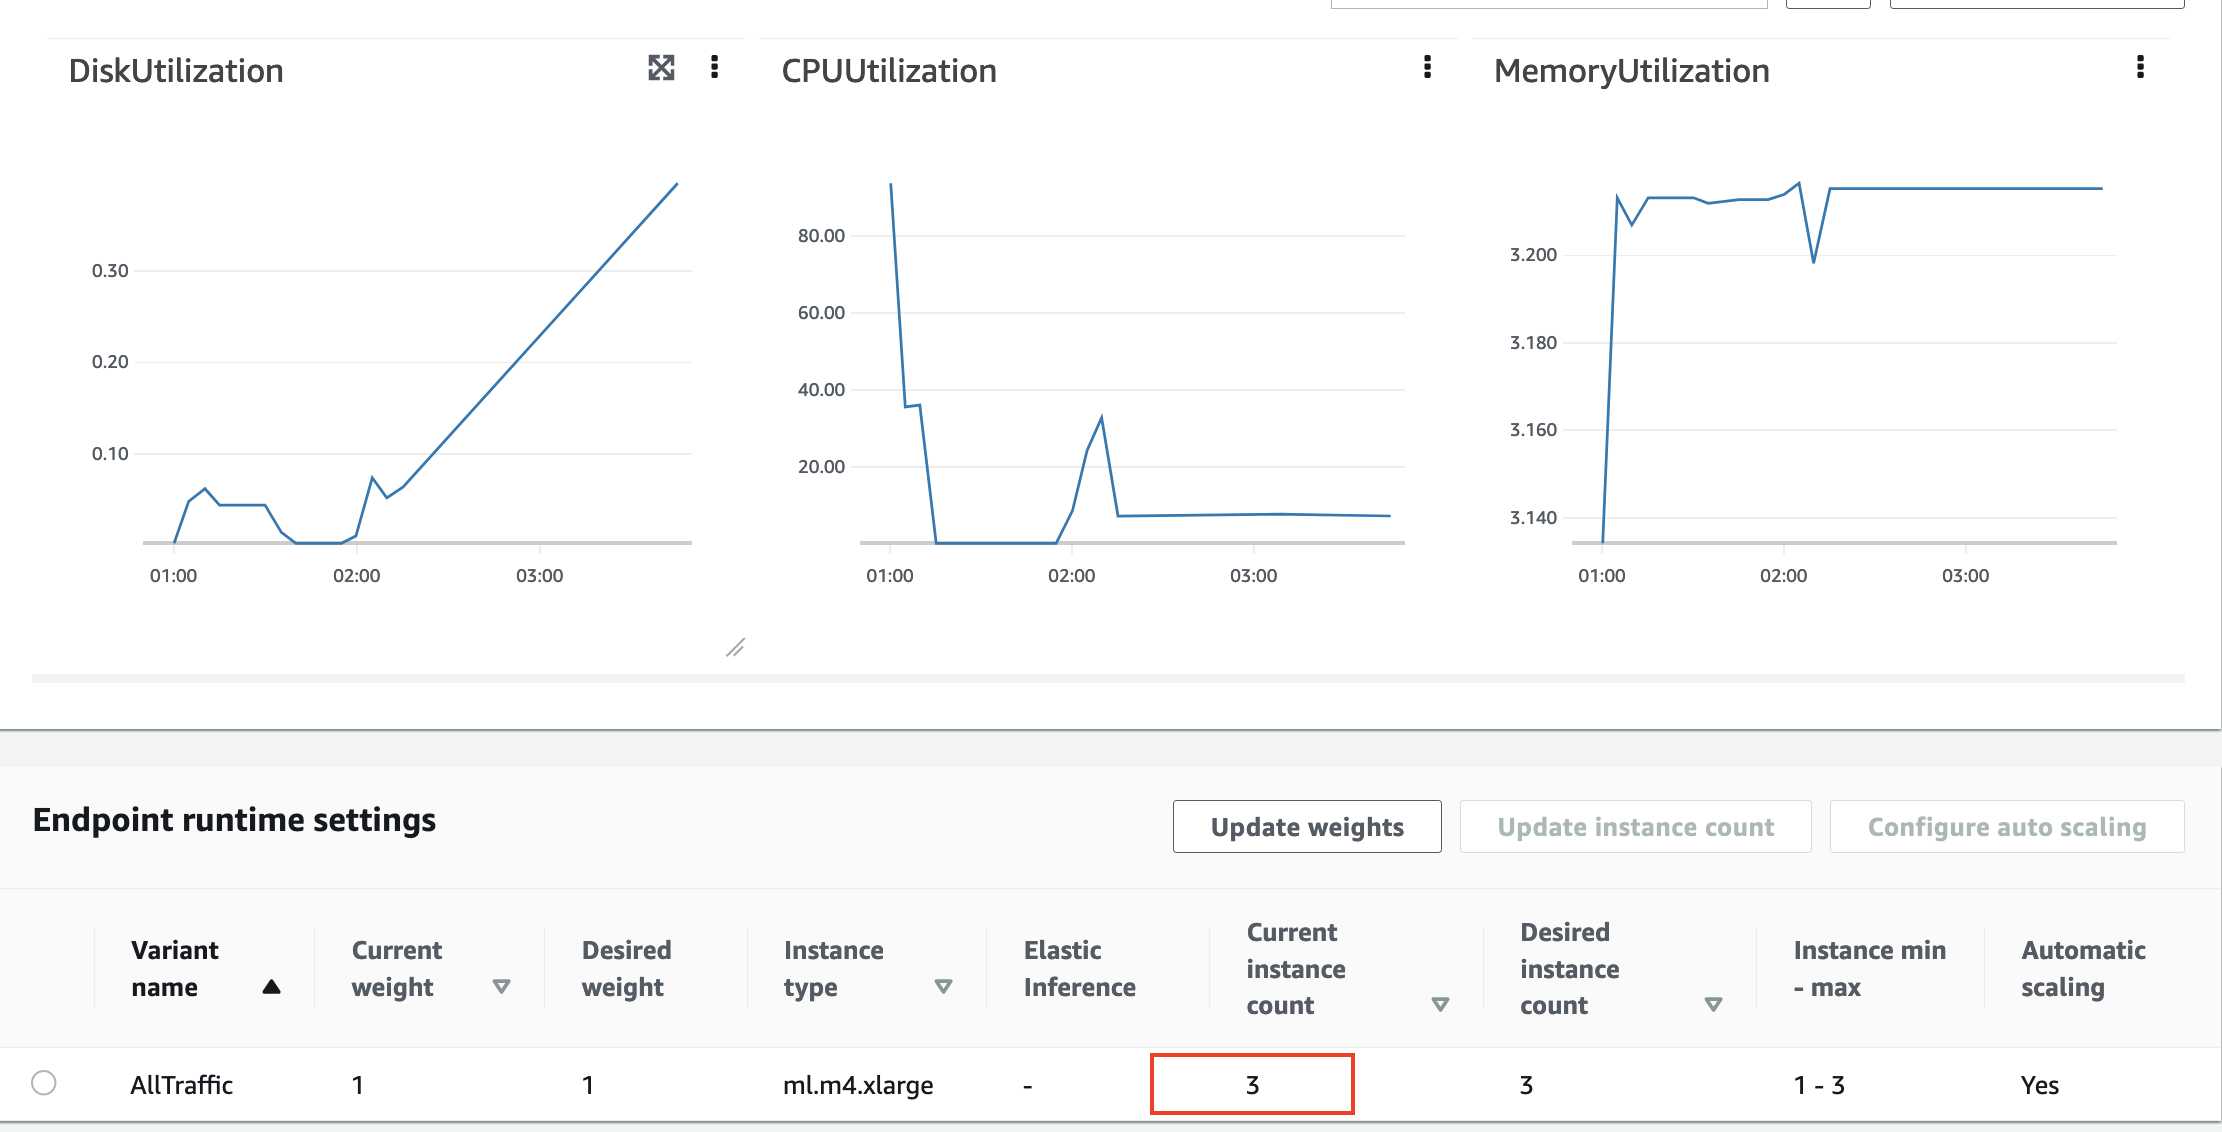 DiskUtilization
0.30
0.20
0.10
01:00 02:00 03:00
CPUUtilization
80.00
60.00
40.00
20.00
01:00 02:00 03:00
MemoryUtilization
3.200
3.180
3.160
3.140
01:00 02:00 03:00
Endpoint runtime settings
Update weights
Update instance count
Configure auto scaling
Variant
name
Current
weight
Desired
weight
Instance
type
Elastic
Inference
Current
instance
count
Desired
instance
count
Instance min
- max
Automatic
scaling
AllTraffic 1 1 ml.m4.xlarge - 3 3 1 - 3 Yes